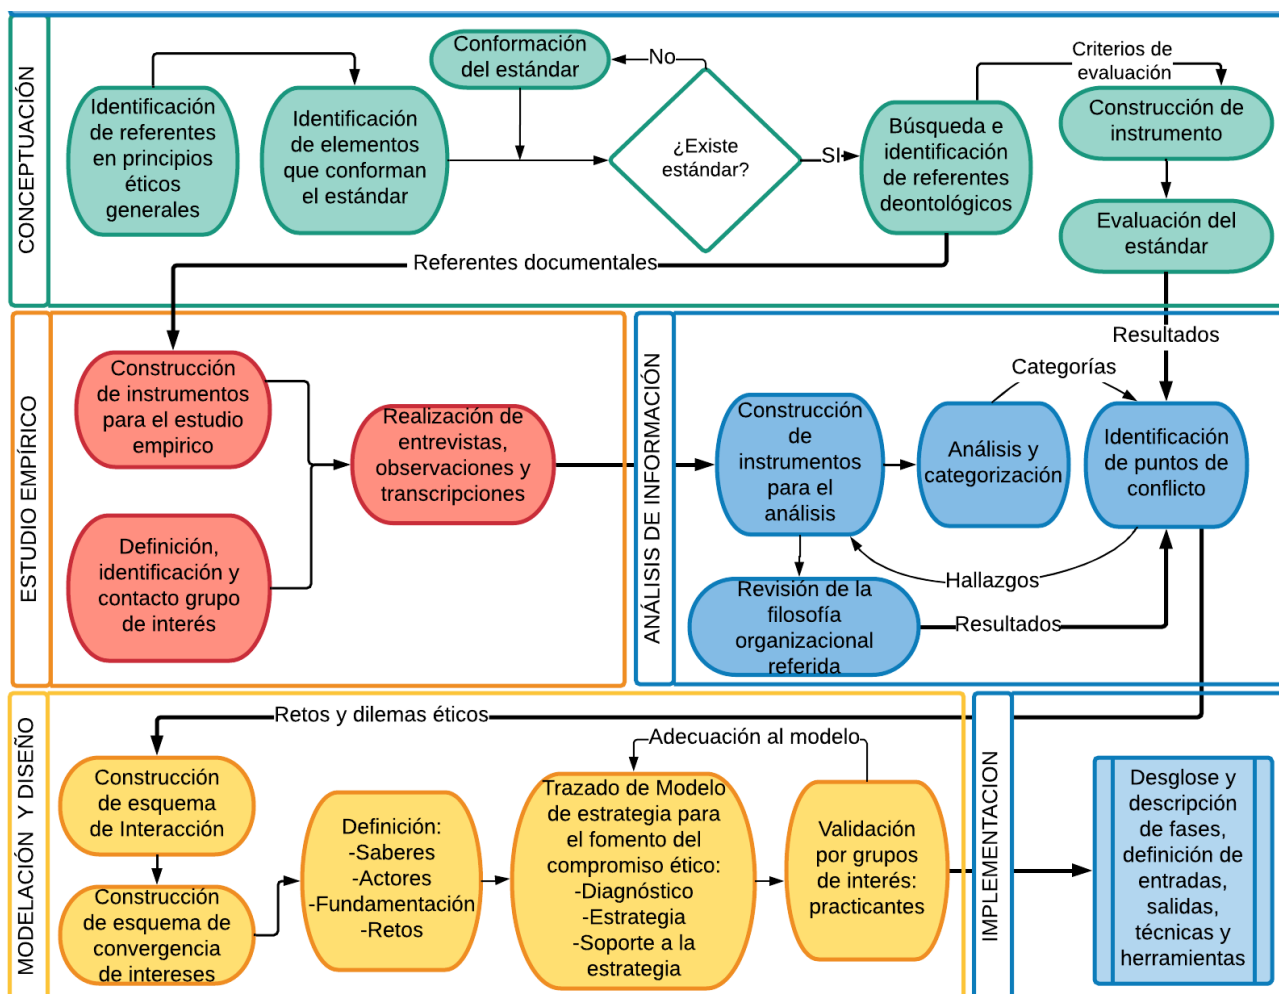 CONCEPTUACIÓN
Identificación
de referentes
en principios
éticos
generales
Identificación
de elementos
que conforman
el estándar
Conformación
del estándar
No
¿Existe
estándar?
SI
Búsqueda e
identificación
de referentes
deontológicos
Criterios de
evaluación
Construcción de
instrumento
Evaluación del
estándar
Referentes documentales
Resultados
ESTUDIO EMPÍRICO
Construcción
de instrumentos
para el estudio
empirico
Definición,
identificación y
contacto grupo
de interés
Realización de
entrevistas,
observaciones y
transcripciones
ANÁLISIS DE INFORMACIÓN
Construcción
de
instrumentos
para el
análisis
Análisis y
categorización
Categorías
Identificación
de puntos de
conflicto
Hallazgos
Revisión de la
filosofía
organizacional
referida
Resultados
MODELACIÓN Y DISEÑO
Retos y dilemas éticos
Construcción
de esquema
de Interacción
Construcción
de esquema de
convergencia
de intereses
Definición:
-Saberes
-Actores
-Fundamentación
-Retos
Adecuación al modelo
Trazado de Modelo
de estrategia para
el fomento del
compromiso ético:
-Diagnóstico
-Estrategia
-Soporte a la
estrategia
Validación
por grupos
de interés:
practicantes
IMPLEMENTACION
Desglose y
descripción
de fases,
definición de
entradas,
salidas,
técnicas y
herramientas